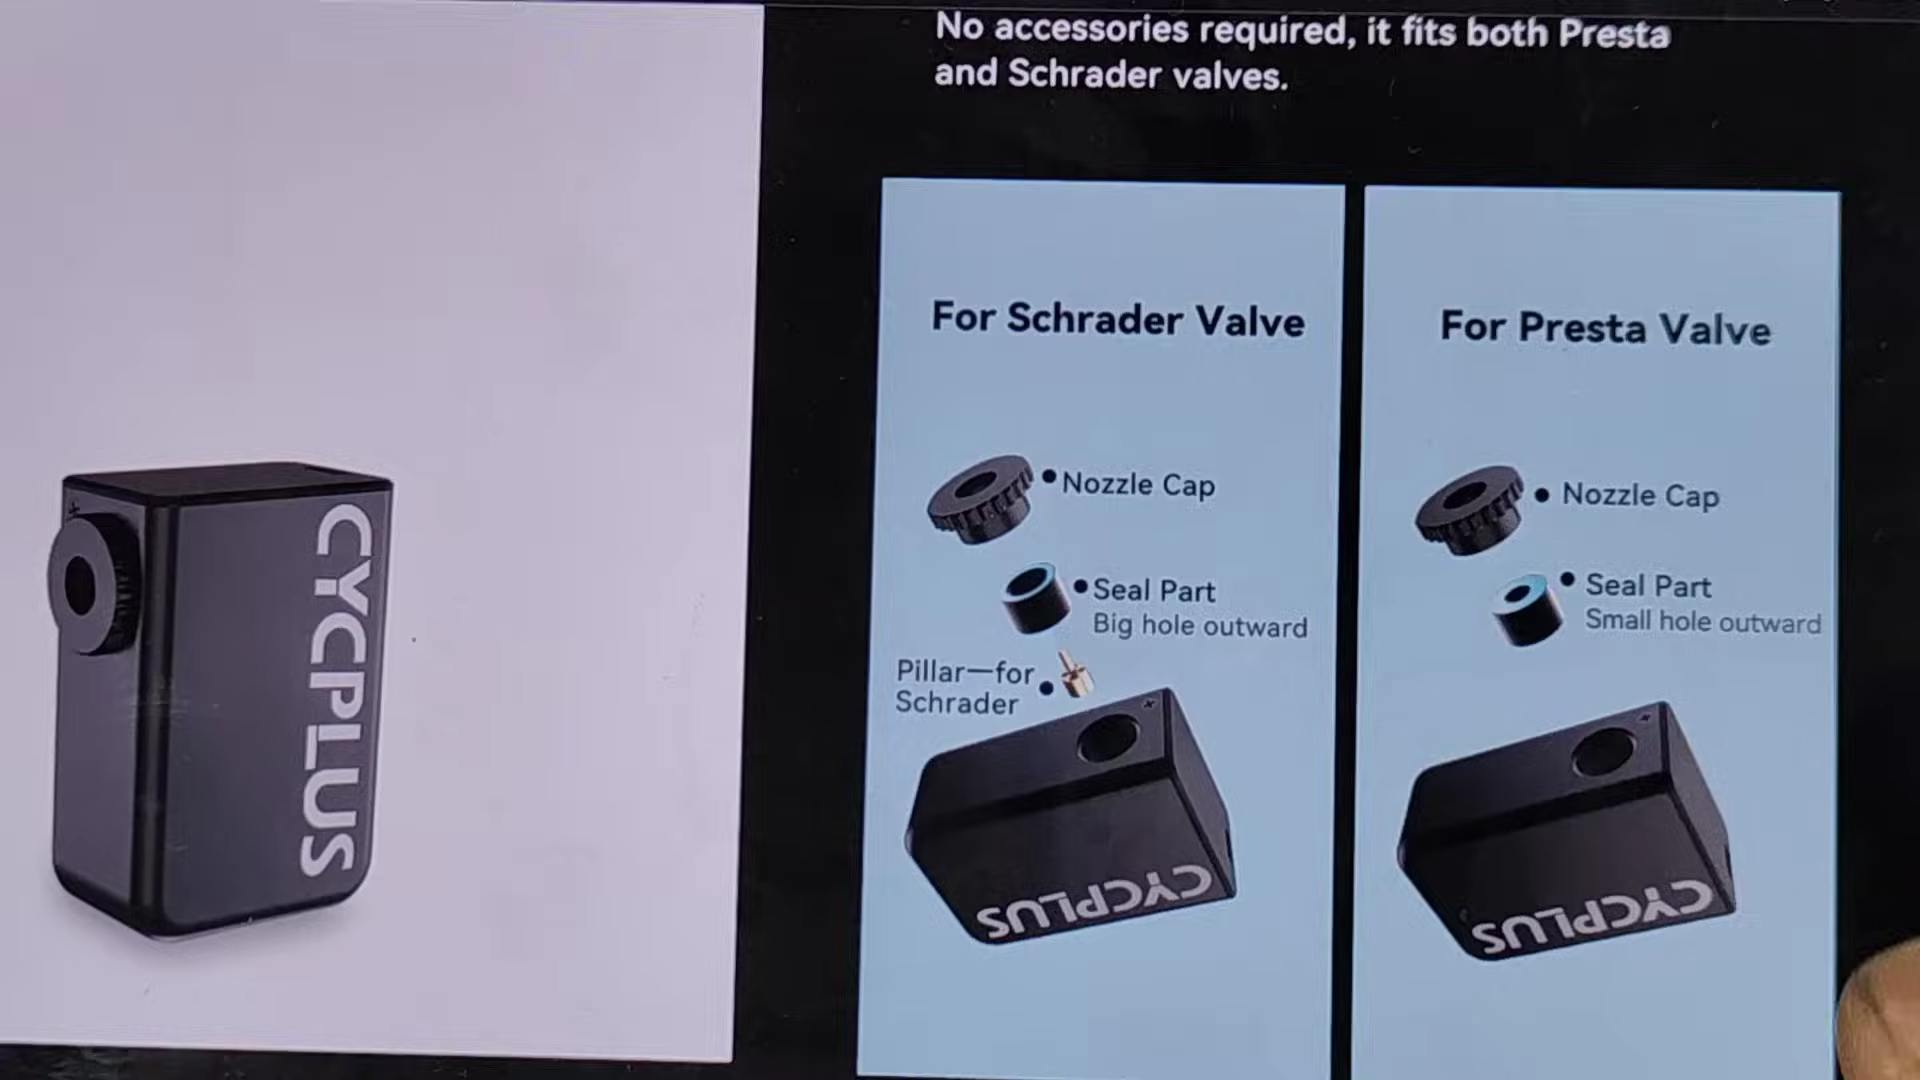 No accessories required, it fits both Presta
and Schrader valves.
CYCPLUS
For Schrader Valve
Nozzle Cap
Seal Part
Big hole outward
Pillar—for
Schrader
CYCPLUS
For Presta Valve
Nozzle Cap
Seal Part
Small hole outward
CYCPLUS